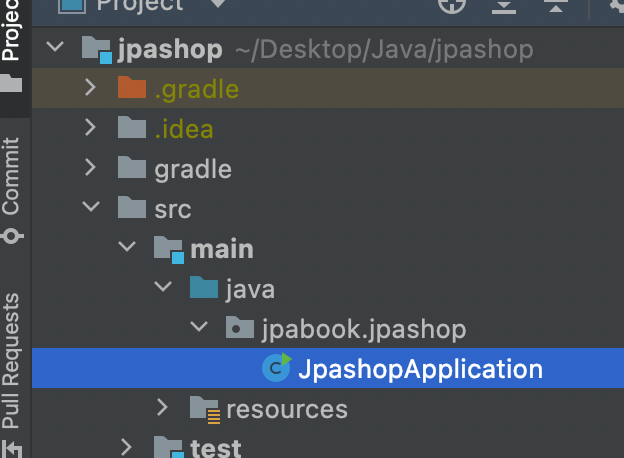 Project
jpashop ~/Desktop/Java/jpashop
.gradle
.idea
gradle
src
main
java
jpabook.jpashop
C JpashopApplication
resources
test
Commit
Pull Requests